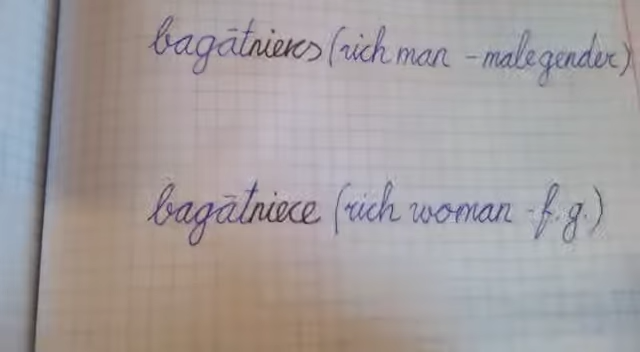 bagātnieks (rich man - male gender)
bagātniece (rich woman - f.g.)